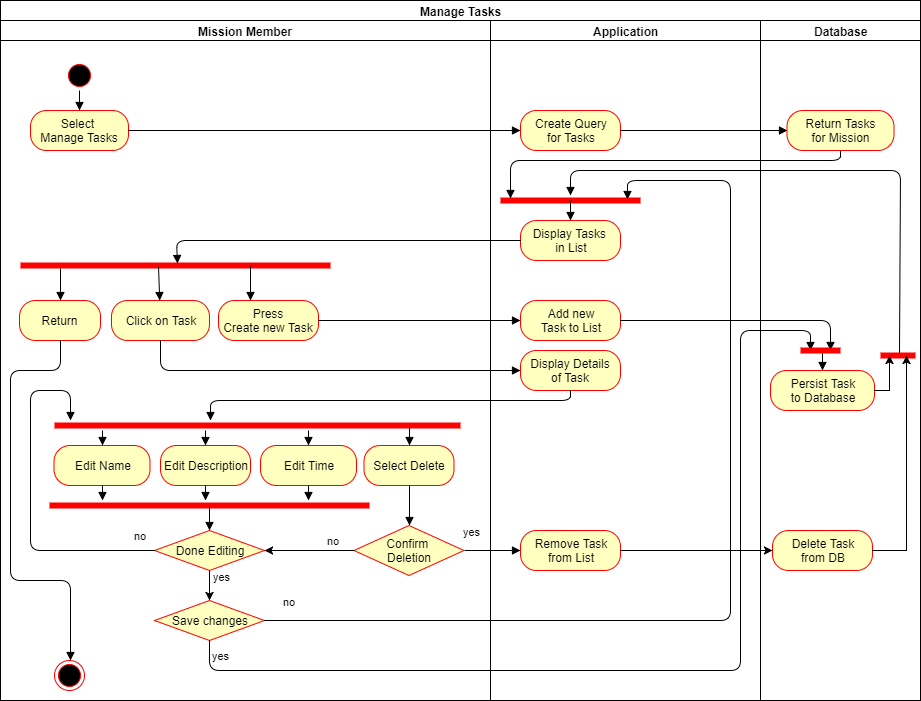 Manage Tasks
Mission Member
Application
Database
Select
Manage Tasks
Create Query
for Tasks
Return Tasks
for Mission
Display Tasks
in List
Return
Click on Task
Press
Create new Task
Add new
Task to List
Display Details
of Task
Persist Task
to Database
Edit Name
Edit Description
Edit Time
Select Delete
no
Done Editing
no
Confirm
Deletion
yes
Remove Task
from List
Delete Task
from DB
yes
Save changes
no
yes